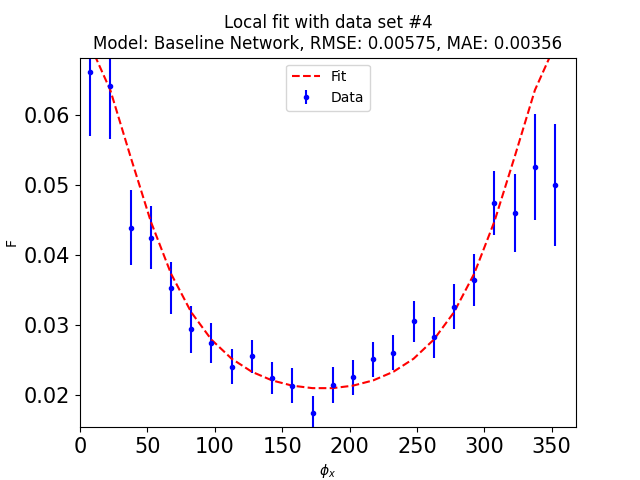 Local fit with data set #4
Model: Baseline Network, RMSE: 0.00575, MAE: 0.00356
Fit
Data
0.06
0.05
0.04
0.03
0.02
F
0 50 100 150 200 250 300 350
ϕx